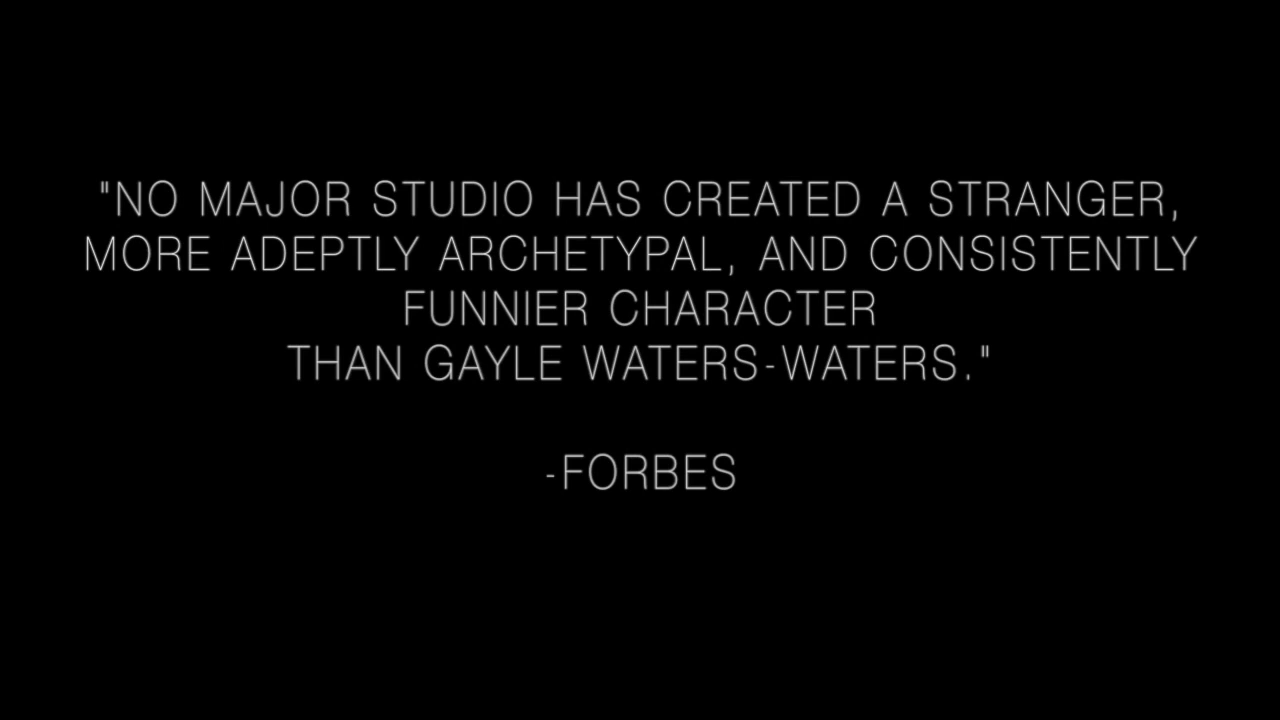 "NO MAJOR STUDIO HAS CREATED A STRANGER,
MORE ADEPTLY ARCHETYPAL, AND CONSISTENTLY
FUNNIER CHARACTER
THAN GAYLE WATERS-WATERS."
-FORBES